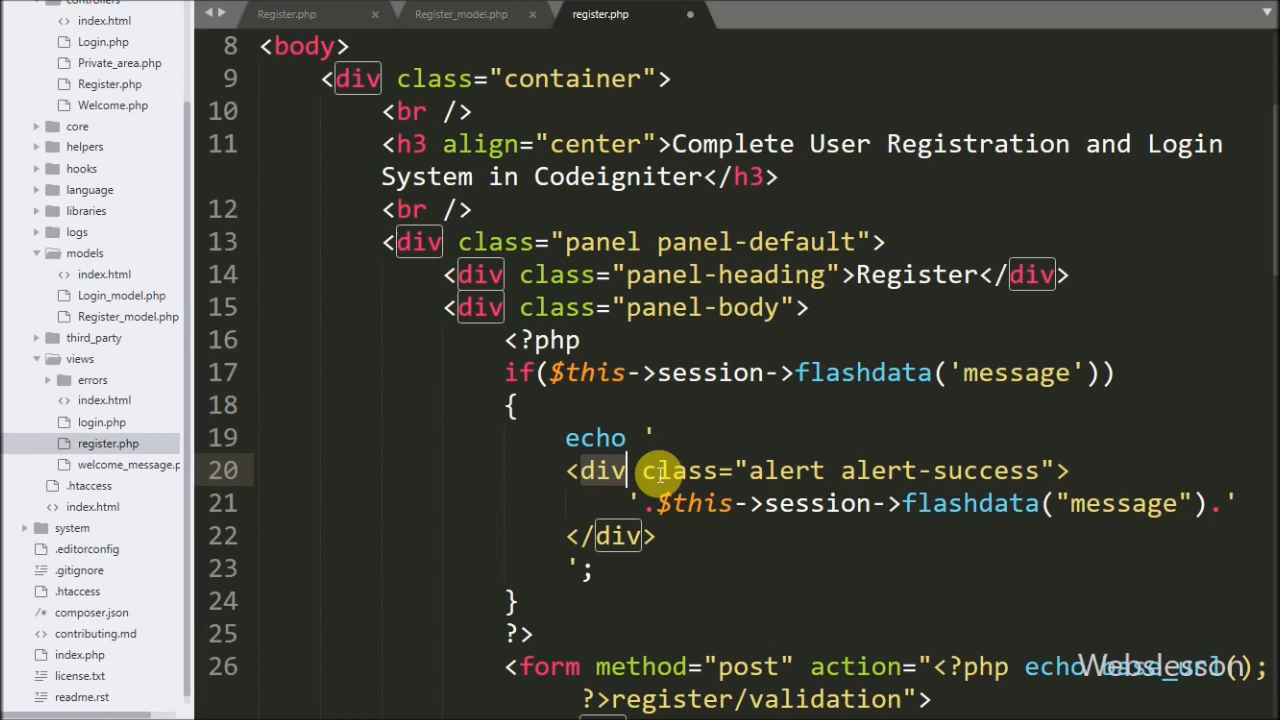 controllers
index.html
Login.php
Private_area.php
Register.php
Welcome.php
core
helpers
hooks
language
libraries
logs
models
index.html
Login_model.php
Register_model.php
third_party
views
errors
index.html
login.php
register.php
welcome_message.p
.htaccess
index.html
system
.editorconfig
.gitignore
.htaccess
composer.json
contributing.md
index.php
license.txt
readme.rst
Register.php × Register_model.php × register.php
8 <body>
9 <div class="container">
10 <br />
11 <h3 align="center">Complete User Registration and Login
System in Codeigniter</h3>
12 <br />
13 <div class="panel panel-default">
14 <div class="panel-heading">Register</div>
15 <div class="panel-body">
16 <?php
17 if($this->session->flashdata('message'))
18 {
19 echo '
20 <div class="alert alert-success">
21 '.$this->session->flashdata("message").'
22 </div>
23 ';
24 }
25 ?>
26 <form method="post" action="<?php echo base_url();
?>register/validation">
Webslesson